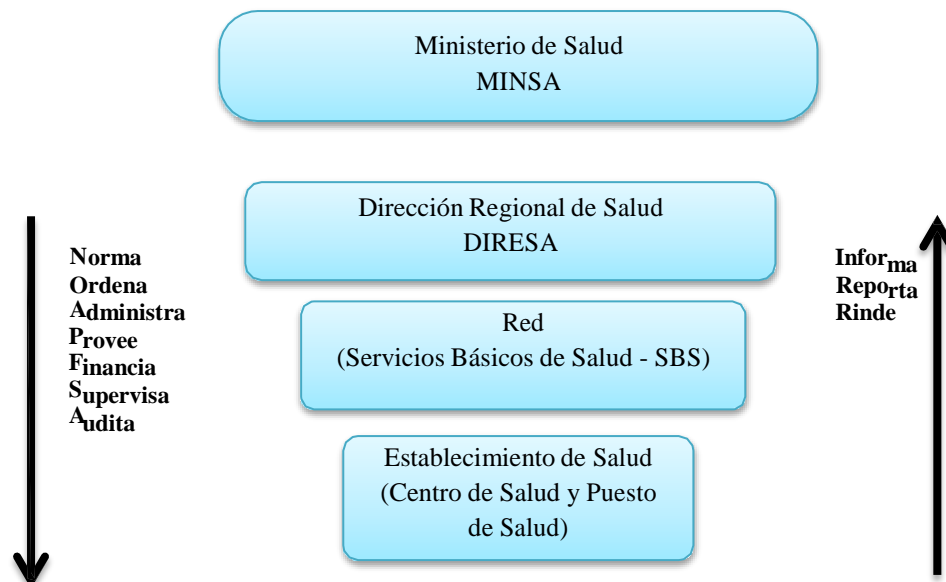 Ministerio de Salud
MINSA
Dirección Regional de Salud
DIRESA
Norma
Ordena
Administra
Provee
Financia
Supervisa
Audita
Informa
Reporta
Rinde
Red
(Servicios Básicos de Salud - SBS)
Establecimiento de Salud
(Centro de Salud y Puesto
de Salud)